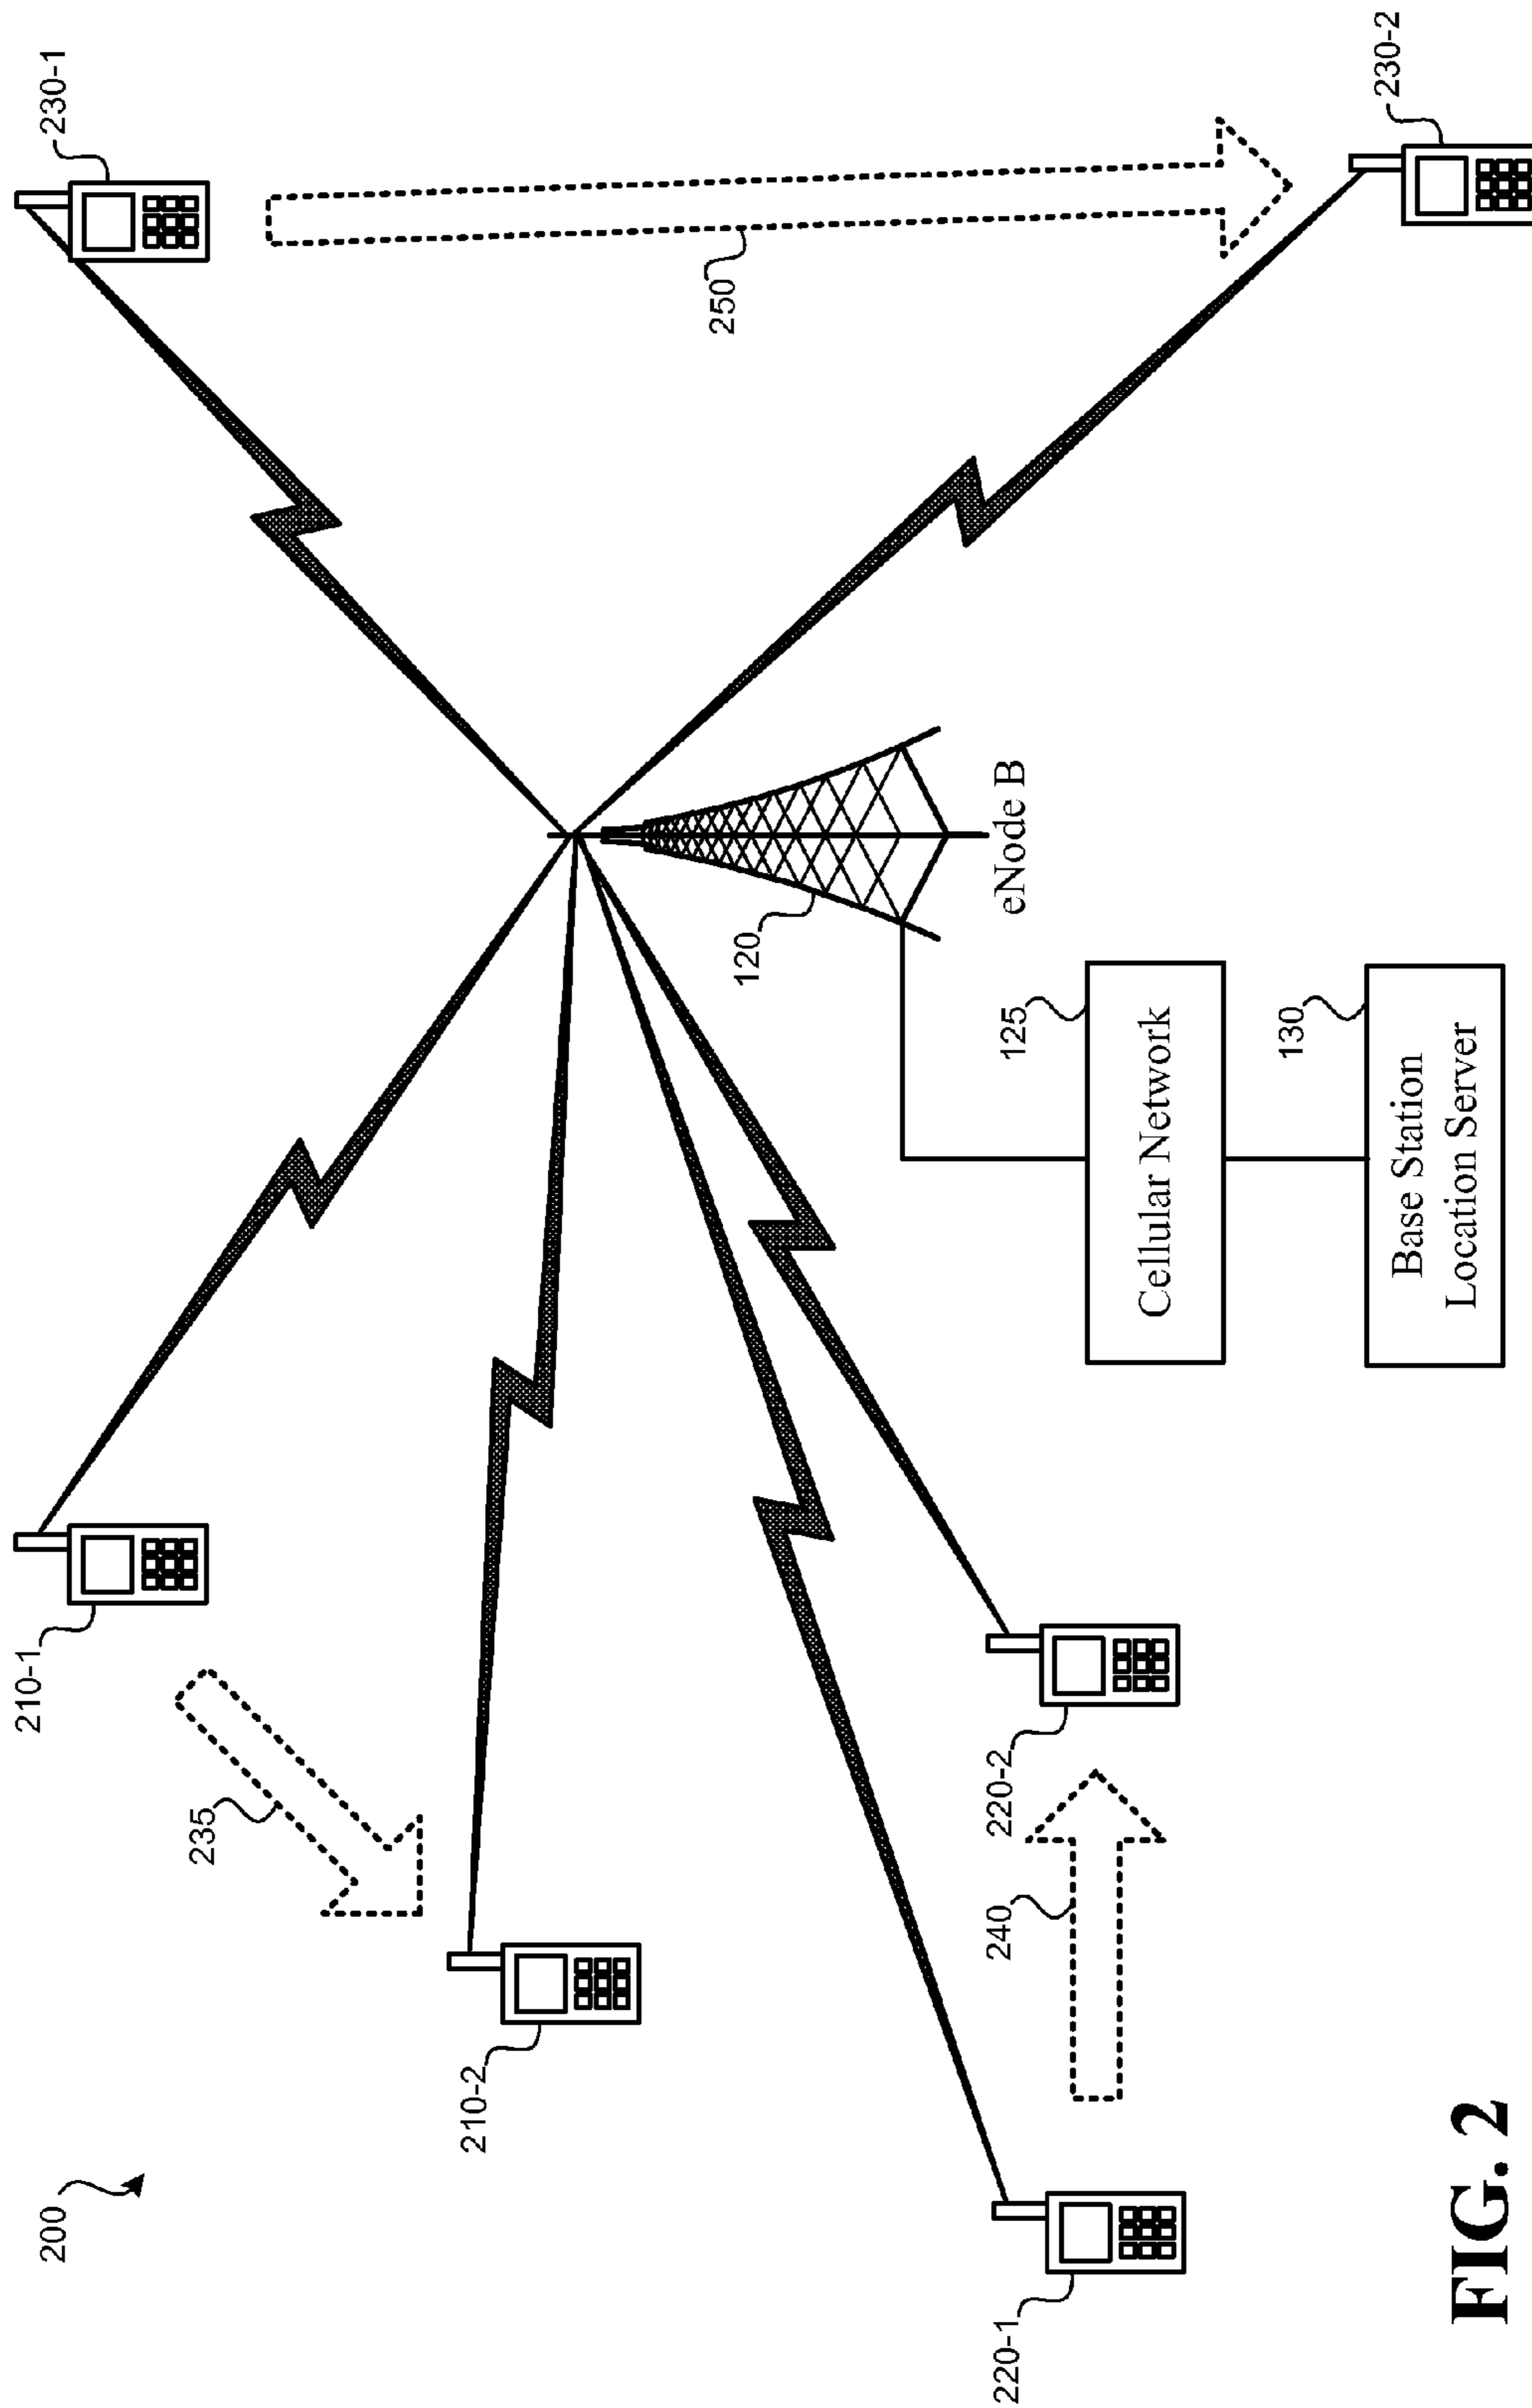 200
210-1
230-1
235
210-2
250
120
220-1
240
220-2
125
eNode B
Cellular Network
130
230-2
Base Station
Location Server
FIG. 2